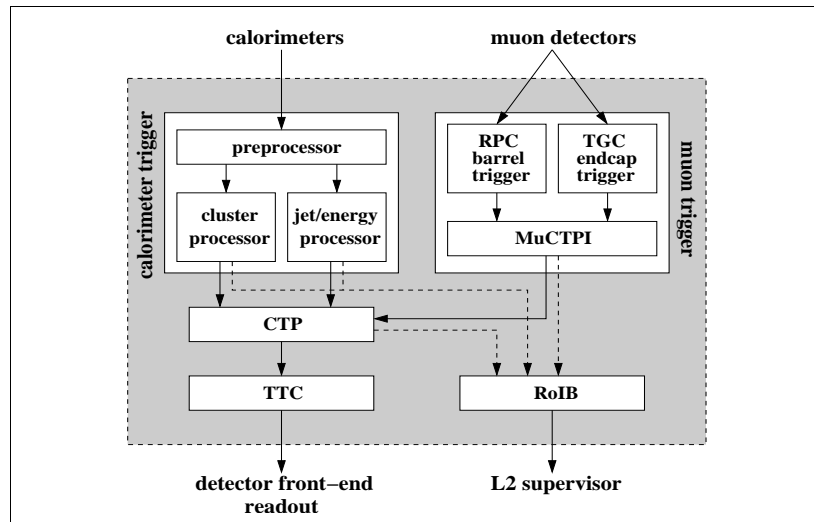 calorimeters
muon detectors
calorimeter trigger
preprocessor
cluster
processor
jet/energy
processor
RPC
barrel
trigger
TGC
endcap
trigger
MuCTPI
muon trigger
CTP
TTC
RoIB
detector front−end
readout
L2 supervisor